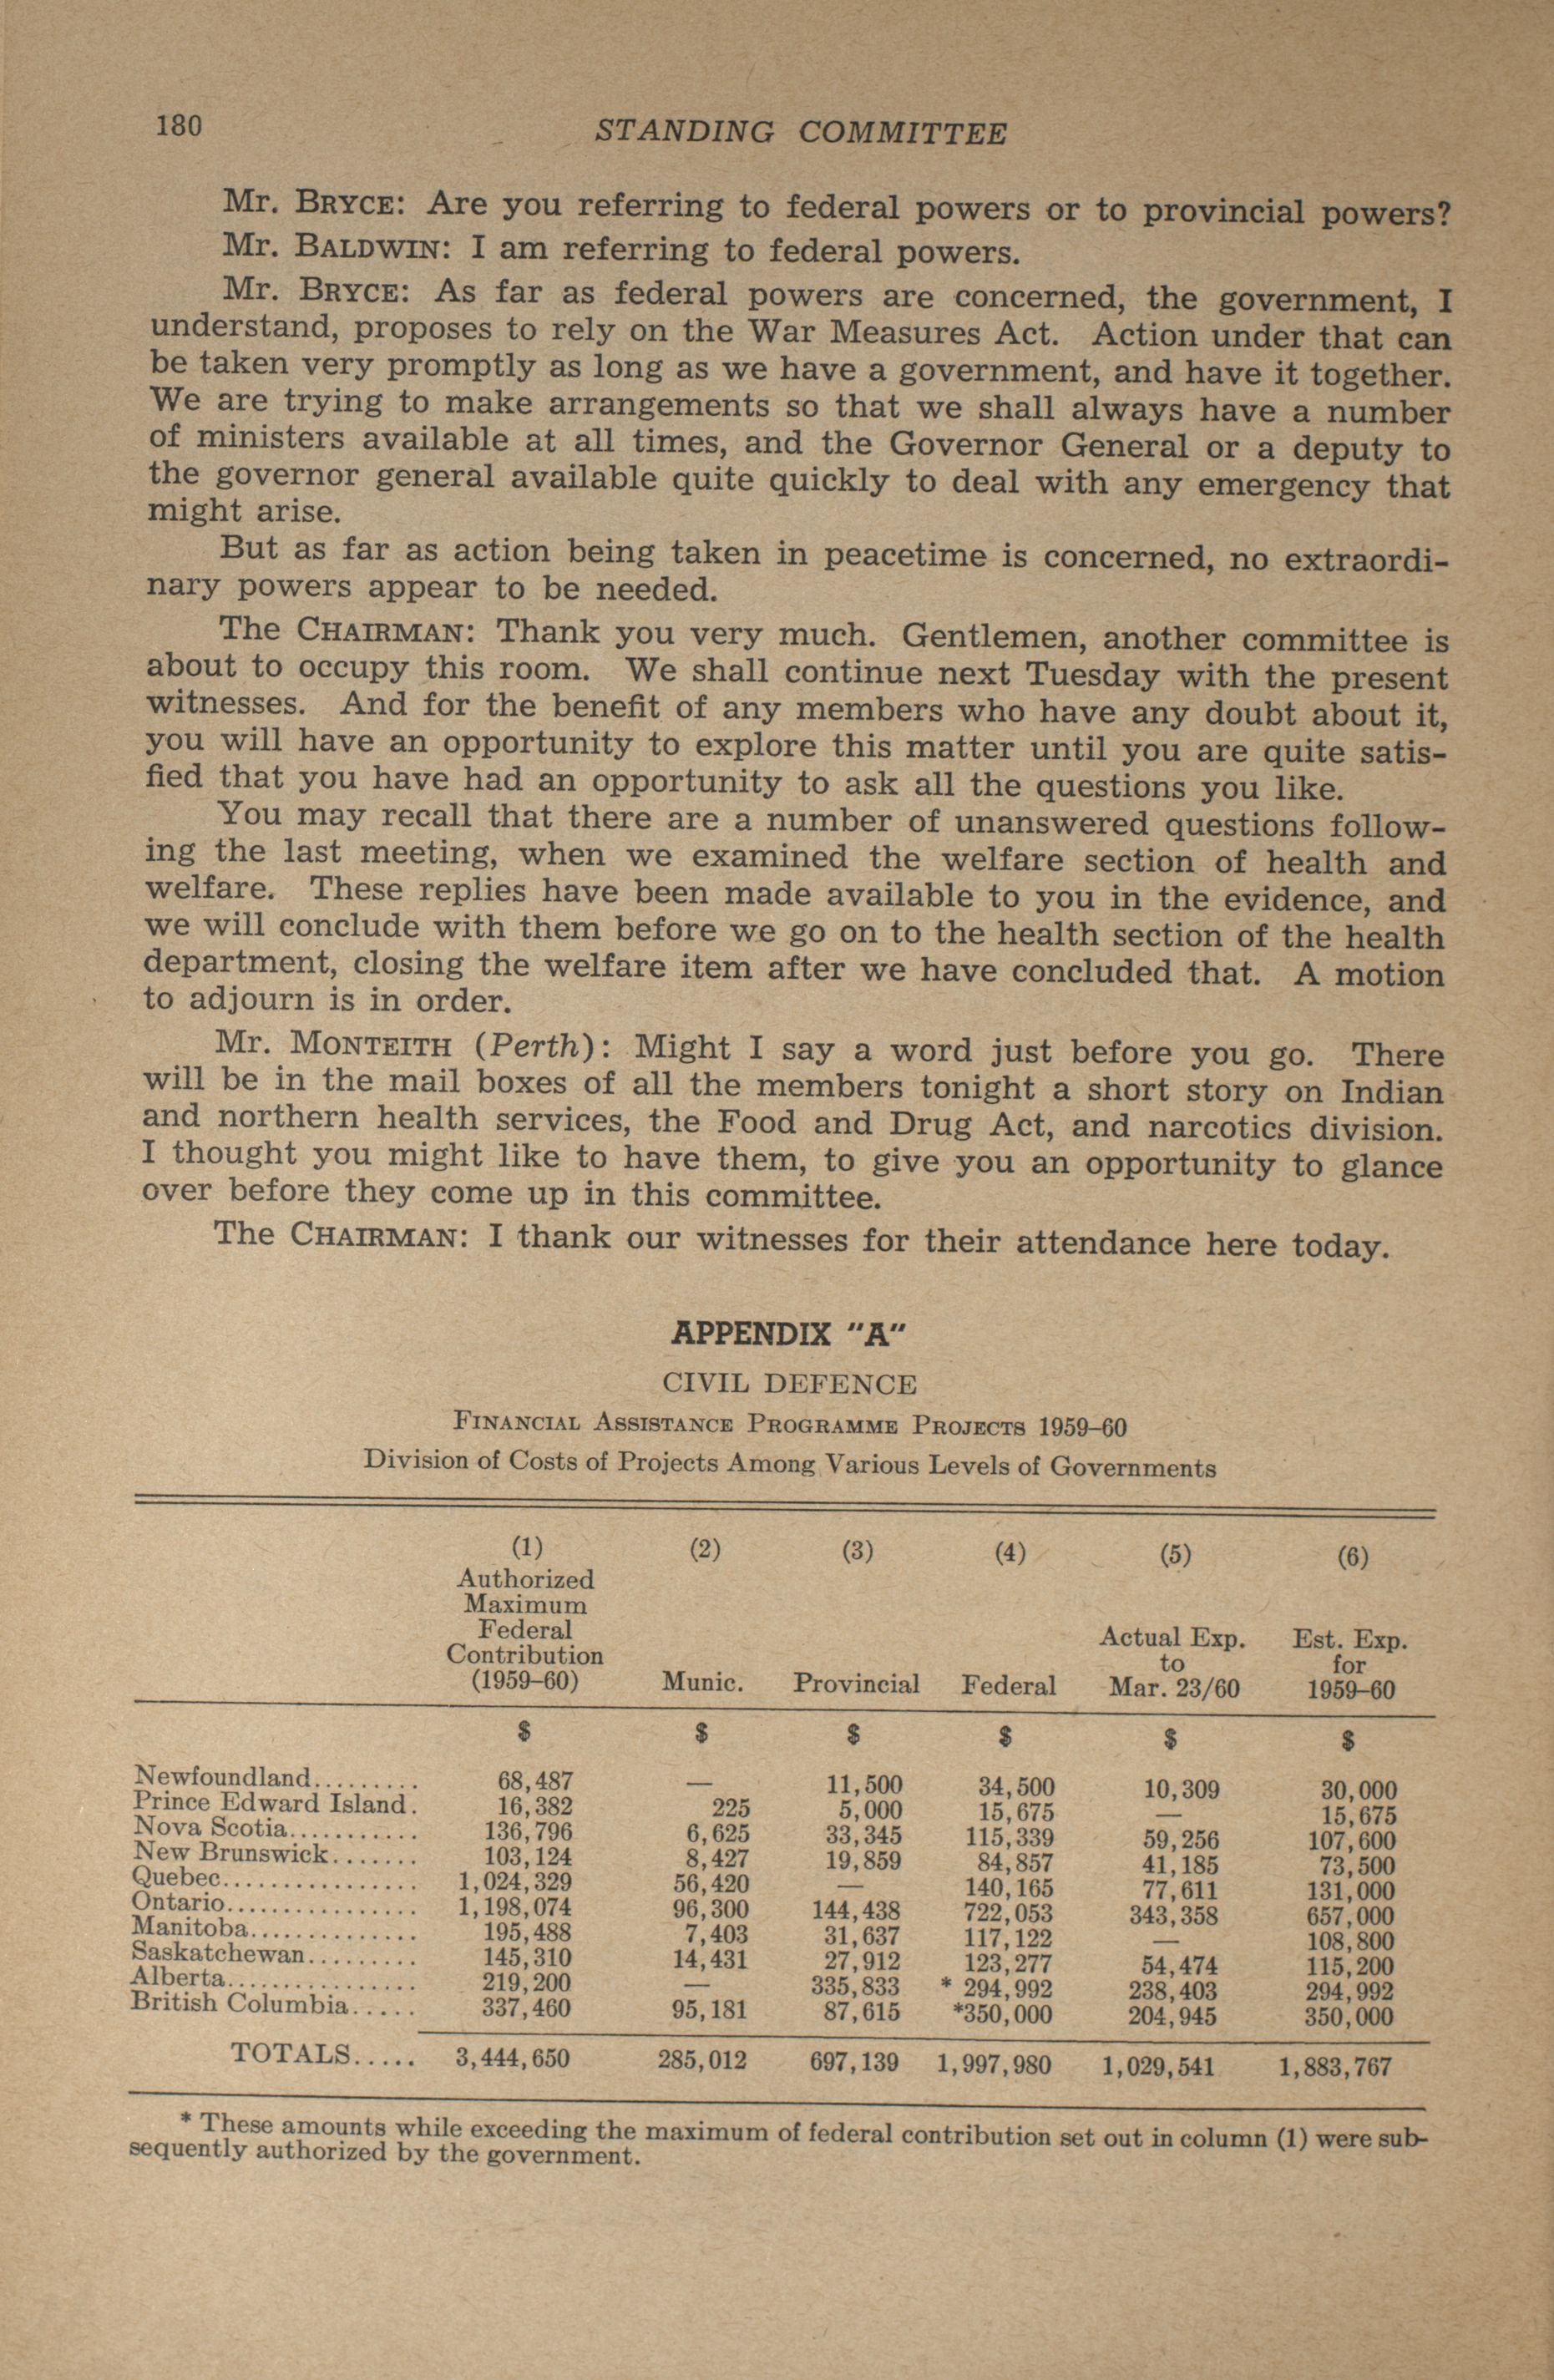 180
STANDING COMMITTEE
Mr. BRYCE: Are you referring to federal powers or to provincial powers?
Mr. BALDWIN: I am referring to federal powers.
Mr. BRYCE: As far as federal powers are concerned, the government, I
understand, proposes to rely on the War Measures Act. Action under that can
be taken very promptly as long as we have a government, and have it together.
We are trying to make arrangements so that we shall always have a number
of ministers available at all times, and the Governor General or a deputy to
the governor general available quite quickly to deal with any emergency that
might arise.
But as far as action being taken in peacetime is concerned, no extraordi-
nary powers appear to be needed.
The CHAIRMAN: Thank you very much. Gentlemen, another committee is
about to occupy this room. We shall continue next Tuesday with the present
witnesses. And for the benefit of any members who have any doubt about it,
you will have an opportunity to explore this matter until you are quite satis-
fied that you have had an opportunity to ask all the questions you like.
You may recall that there are a number of unanswered questions follow-
ing the last meeting, when we examined the welfare section of health and
welfare. These replies have been made available to you in the evidence, and
we will conclude with them before we go on to the health section of the health
department, closing the welfare item after we have concluded that. A motion
to adjourn is in order.
Mr. MONTEITH (Perth): Might I say a word just before you go. There
will be in the mail boxes of all the members tonight a short story on Indian
and northern health services, the Food and Drug Act, and narcotics division.
I thought you might like to have them, to give you an opportunity to glance
over before they come up in this committee.
The CHAIRMAN: I thank our witnesses for their attendance here today.
APPENDIX "A"
CIVIL DEFENCE
FINANCIAL ASSISTANCE PROGRAMME PROJECTS 1959–60
Division of Costs of Projects Among Various Levels of Governments
(1) (2) (3) (4) (5) (6)
Authorized
Maximum
Federal Actual Exp. Est. Exp.
Contribution to for
(1959–60) Munic. Provincial Federal Mar. 23/60 1959–60
$ $ $ $ $ $
Newfoundland......... 68,487 — 11,500 34,500 10,309 30,000
Prince Edward Island. 16,382 225 5,000 15,675 — 15,675
Nova Scotia........... 136,796 6,625 33,345 115,339 59,256 107,600
New Brunswick....... 103,124 8,427 19,859 84,857 41,185 73,500
Quebec................ 1,024,329 56,420 — 140,165 77,611 131,000
Ontario................ 1,198,074 96,300 144,438 722,053 343,358 657,000
Manitoba.............. 195,488 7,403 31,637 117,122 — 108,800
Saskatchewan......... 145,310 14,431 27,912 123,277 54,474 115,200
Alberta................ 219,200 — 335,833 * 294,992 238,403 294,992
British Columbia...... 337,460 95,181 87,615 *350,000 204,945 350,000
TOTALS..... 3,444,650 285,012 697,139 1,997,980 1,029,541 1,883,767
* These amounts while exceeding the maximum of federal contribution set out in column (1) were sub-
sequently authorized by the government.